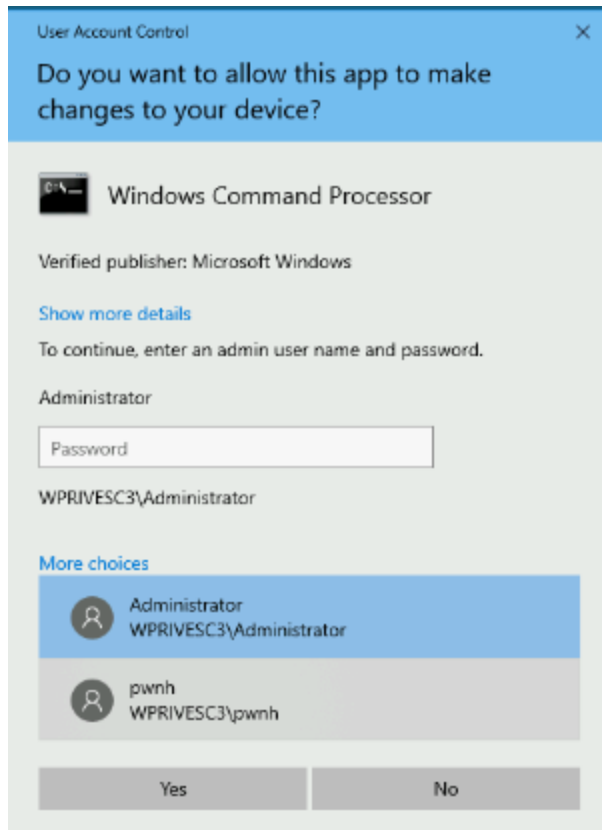 User Account Control
Do you want to allow this app to make
changes to your device?
C:\_
Windows Command Processor
Verified publisher: Microsoft Windows
Show more details
To continue, enter an admin user name and password.
Administrator
Password
WPRIVESC3\Administrator
More choices
Administrator
WPRIVESC3\Administrator
pwnh
WPRIVESC3\pwnh
Yes
No